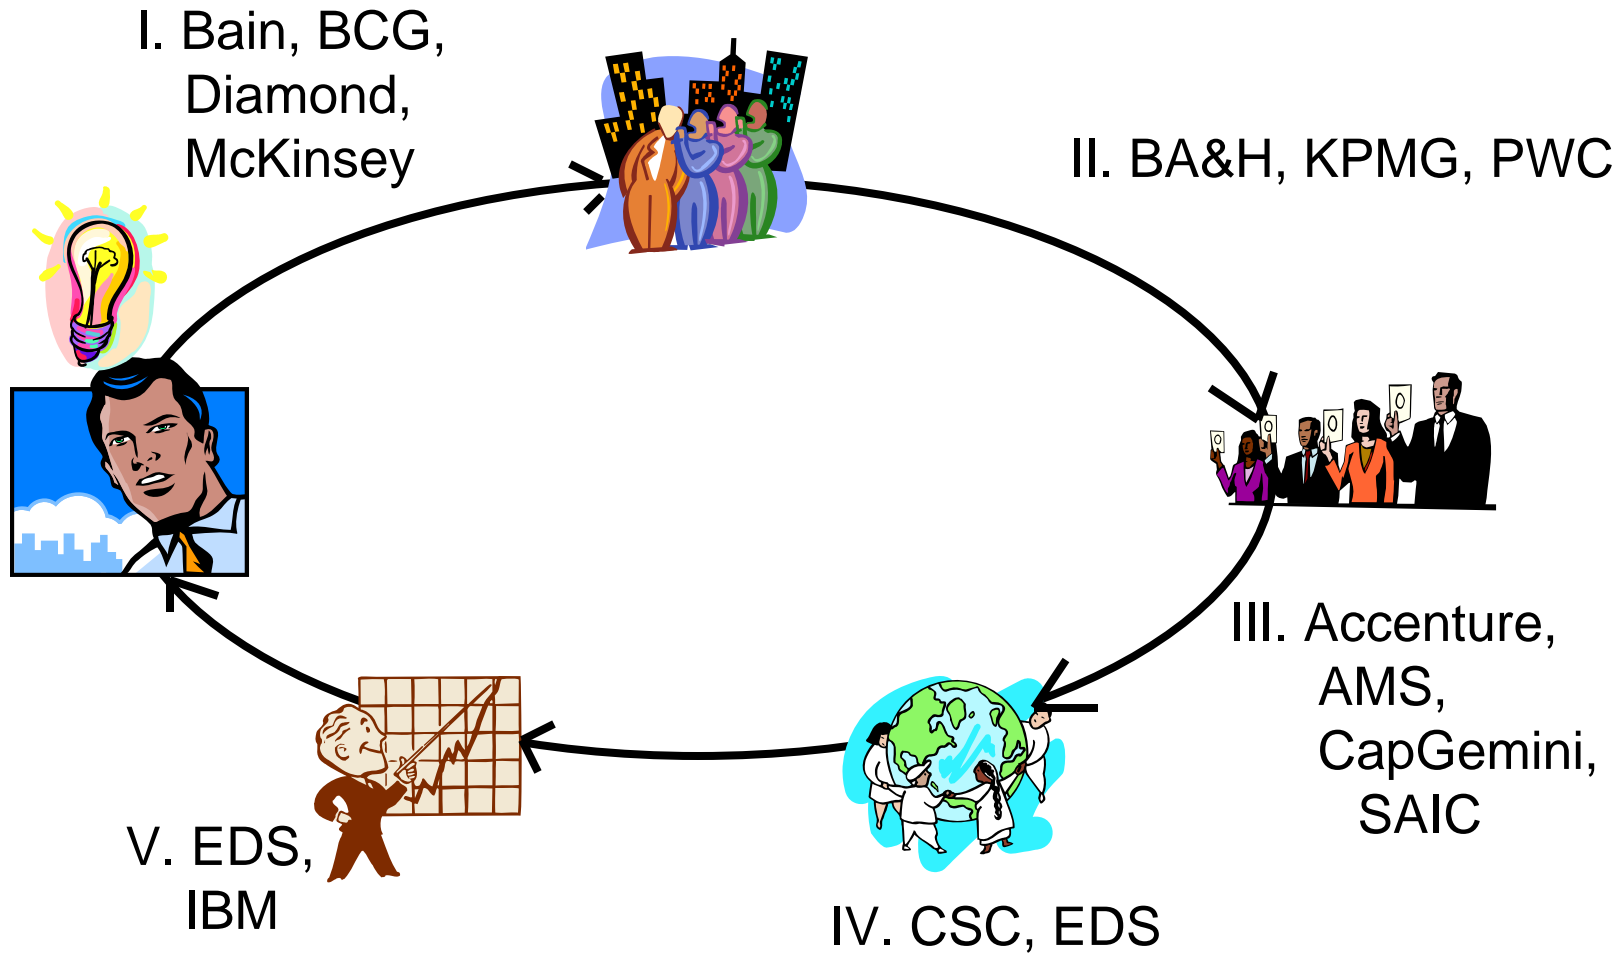 I. Bain, BCG,
Diamond,
McKinsey
II. BA&H, KPMG, PWC
III. Accenture,
AMS,
CapGemini,
SAIC
IV. CSC, EDS
V. EDS,
IBM